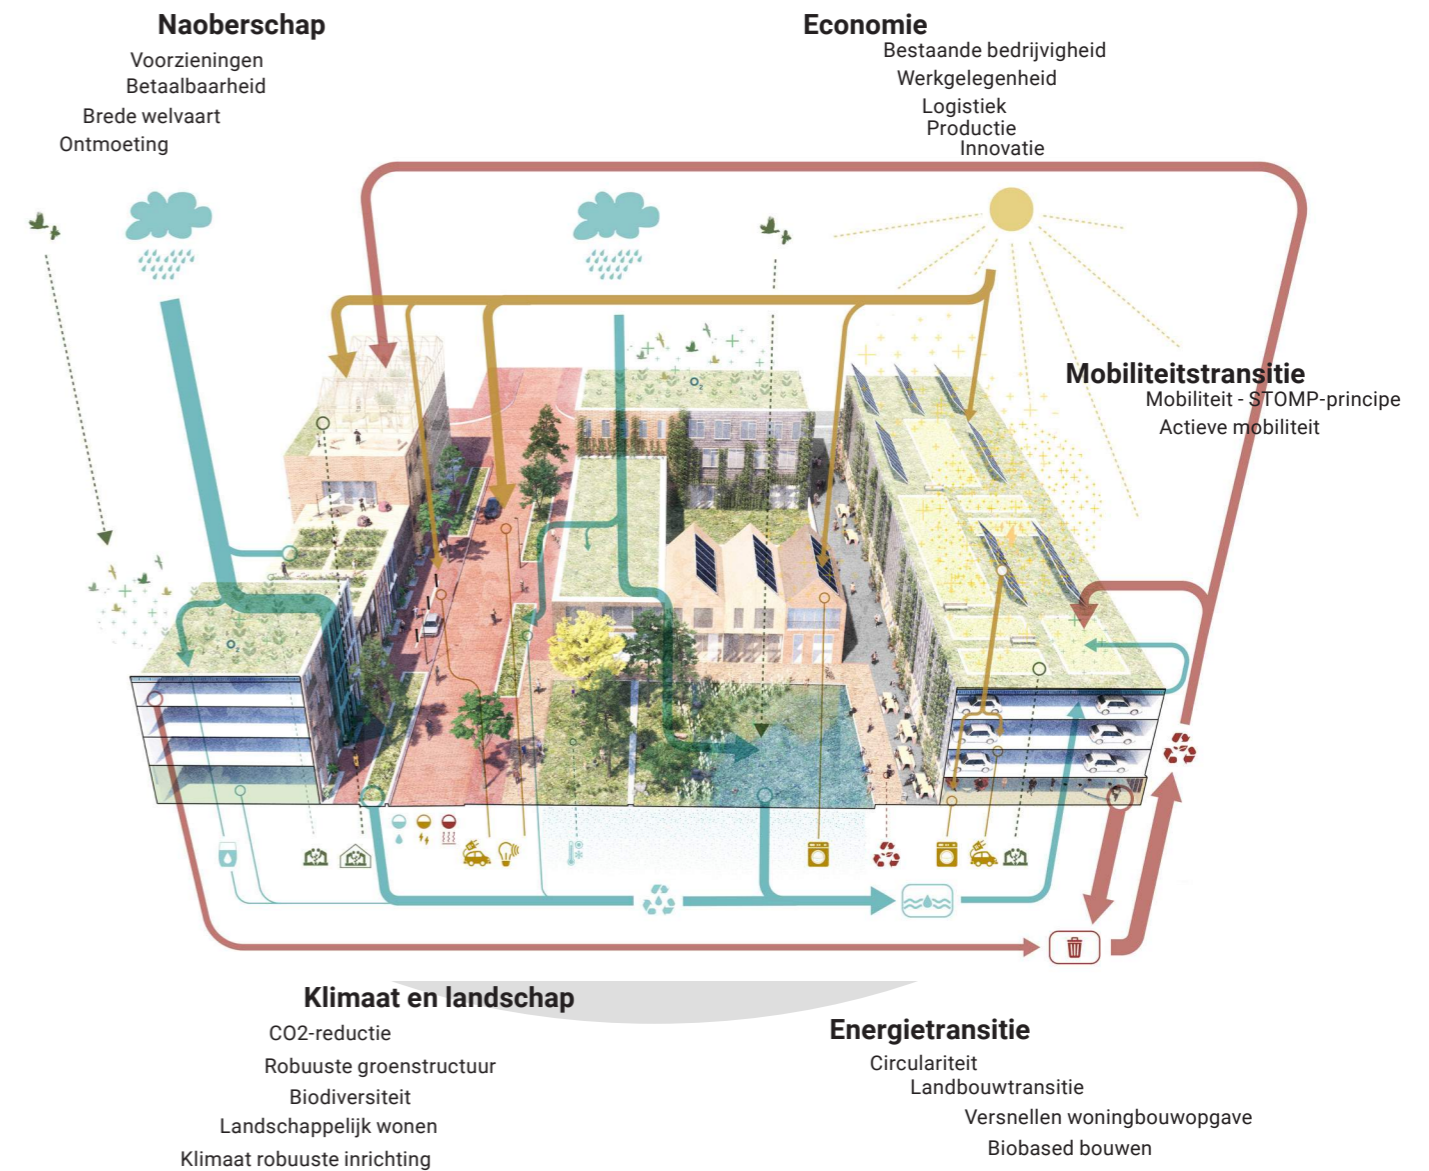 Naoberschap
Voorzieningen
Betaalbaarheid
Brede welvaart
Ontmoeting
Economie
Bestaande bedrijvigheid
Werkgelegenheid
Logistiek
Productie
Innovatie
Mobiliteitstransitie
Mobiliteit - STOMP-principe
Actieve mobiliteit
O2
O2
Klimaat en landschap
CO2-reductie
Robuuste groenstructuur
Biodiversiteit
Landschappelijk wonen
Klimaat robuuste inrichting
Energietransitie
Circulariteit
Landbouwtransitie
Versnellen woningbouwopgave
Biobased bouwen